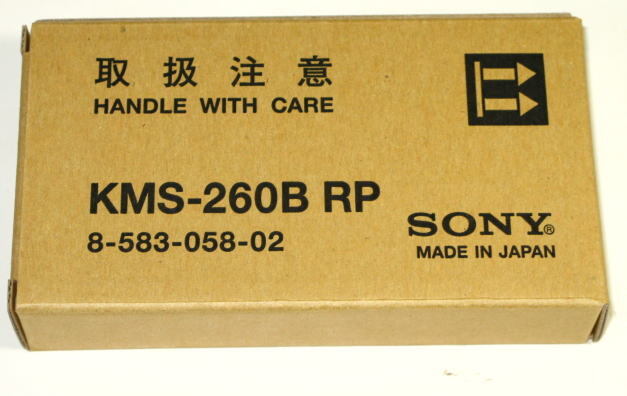 取扱注意
HANDLE WITH CARE
KMS-260B RP
8-583-058-02
SONY®
MADE IN JAPAN